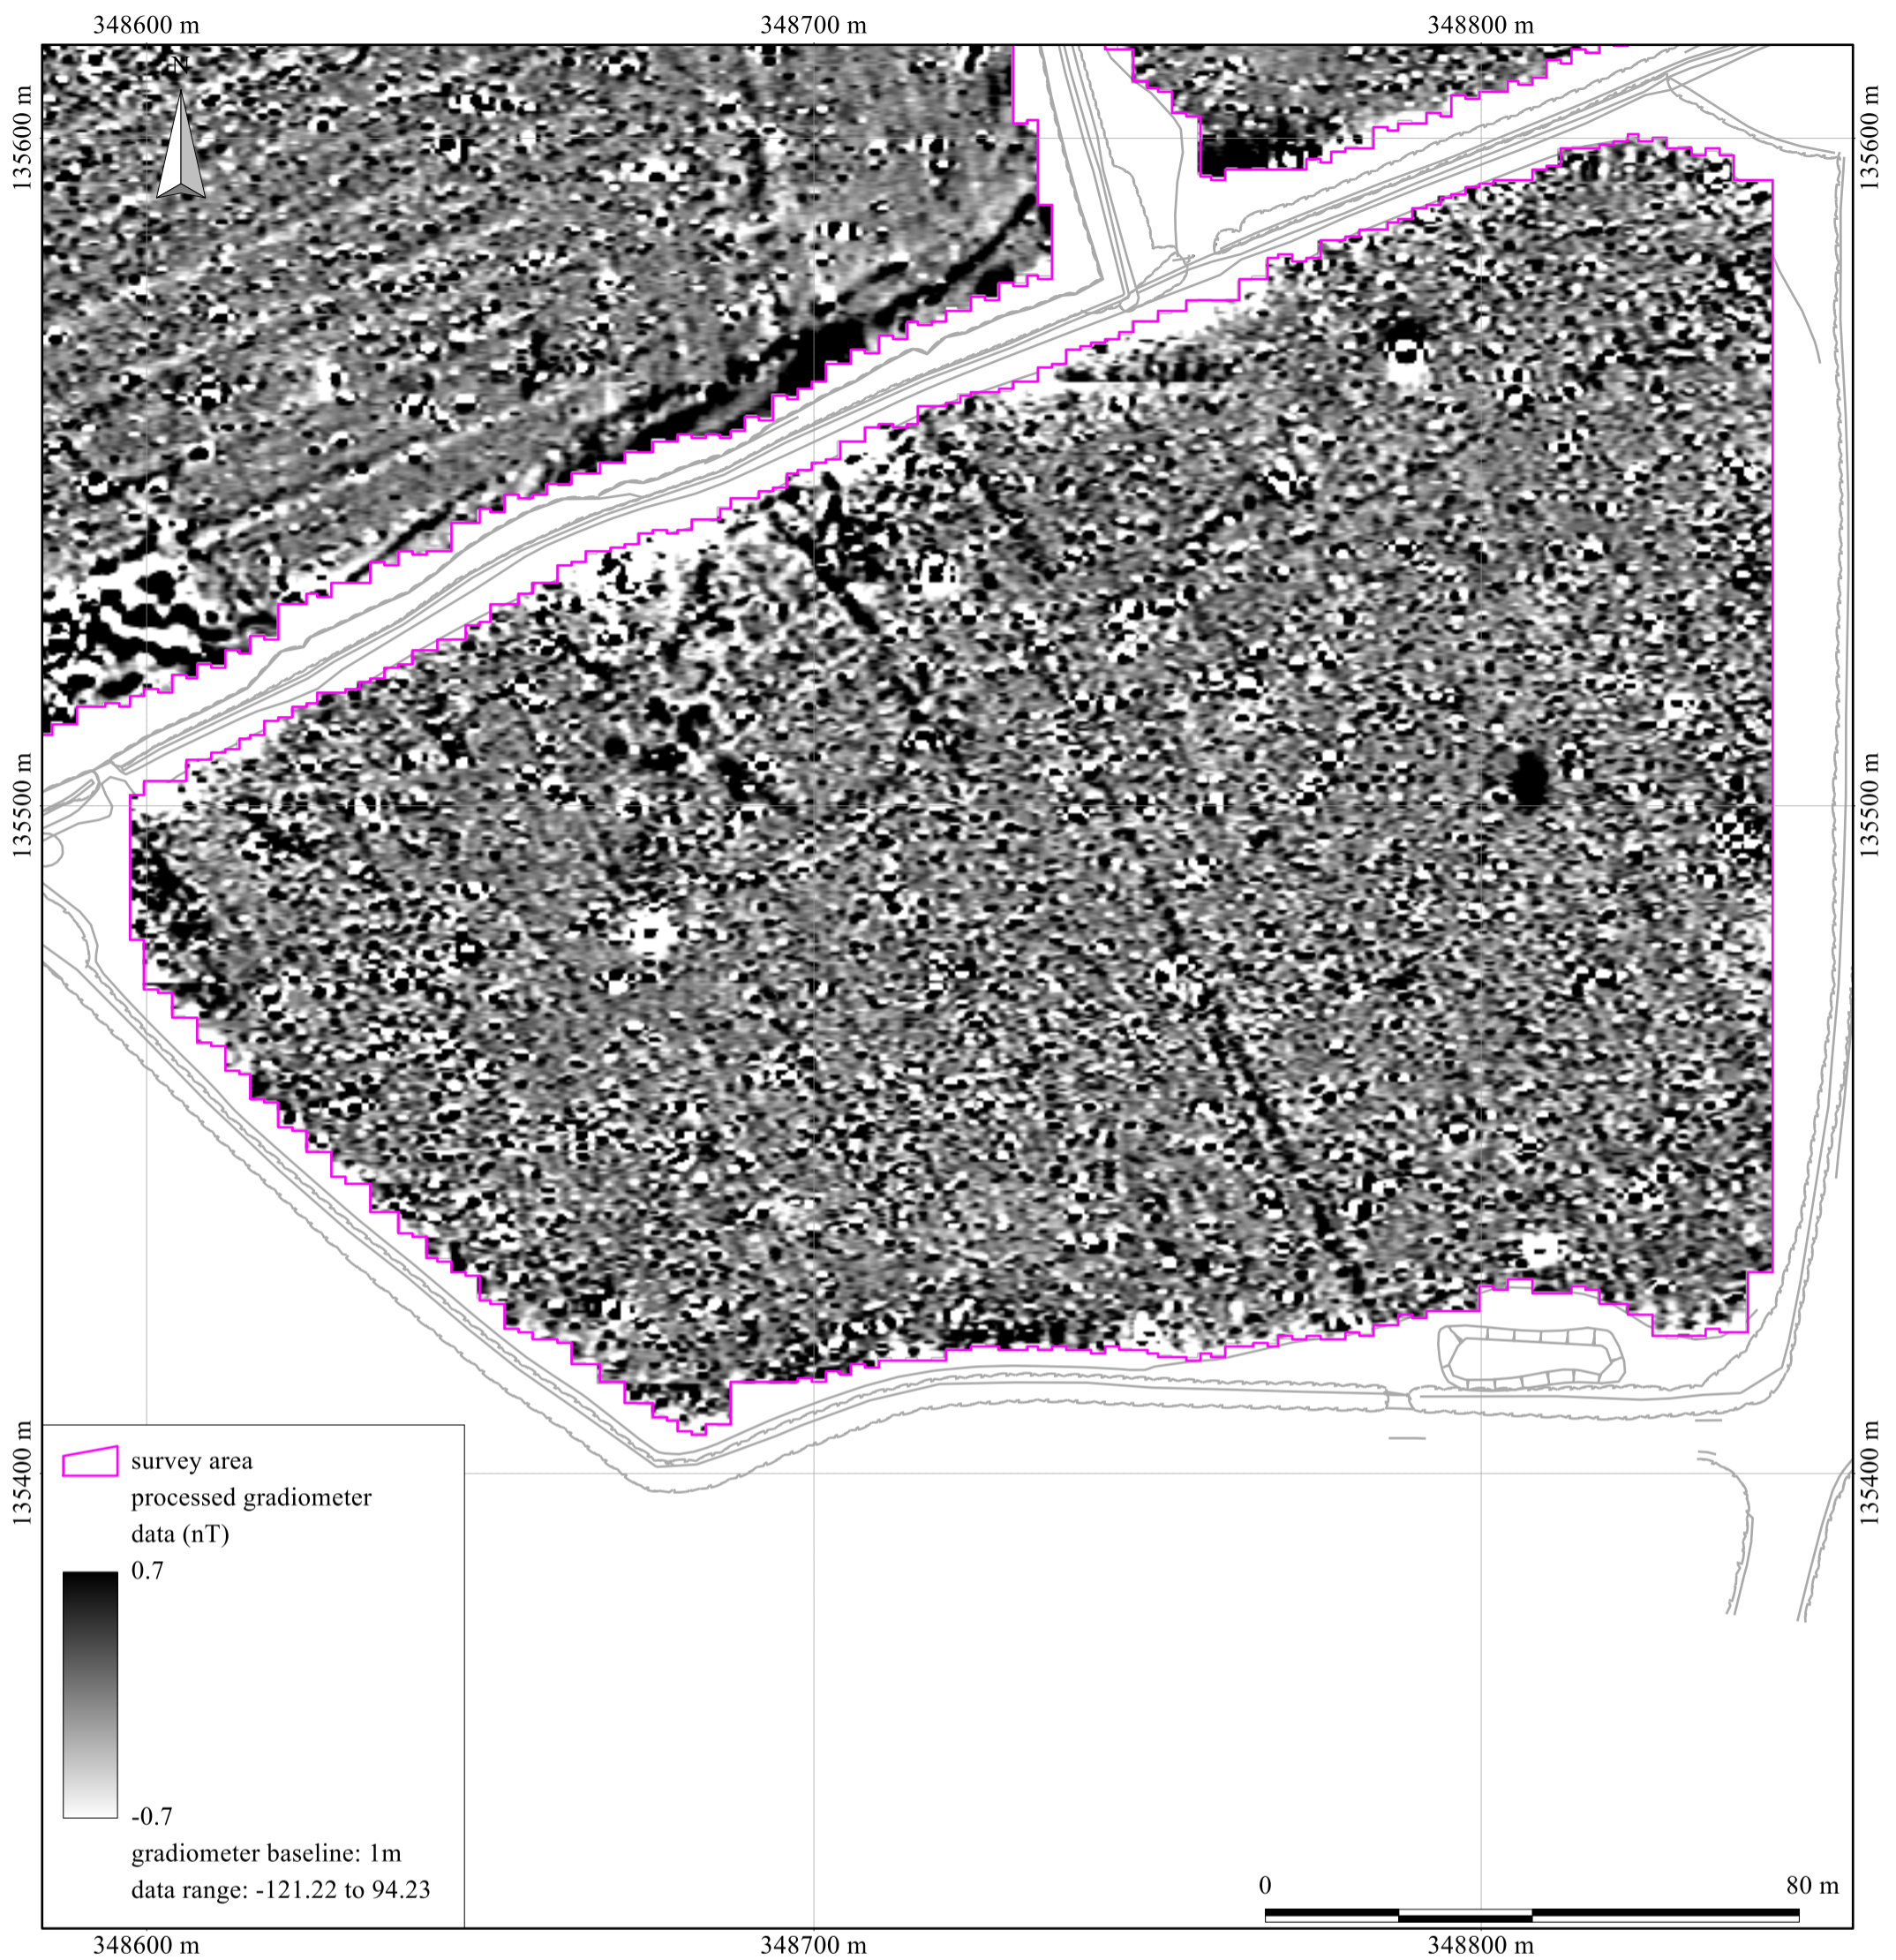 348600 m
348700 m
348800 m
N
135600 m
135600 m
135500 m
135500 m
135400 m
135400 m
survey area
processed gradiometer
data (nT)
0.7
-0.7
gradiometer baseline: 1m
data range: -121.22 to 94.23
0
80 m
348600 m
348700 m
348800 m